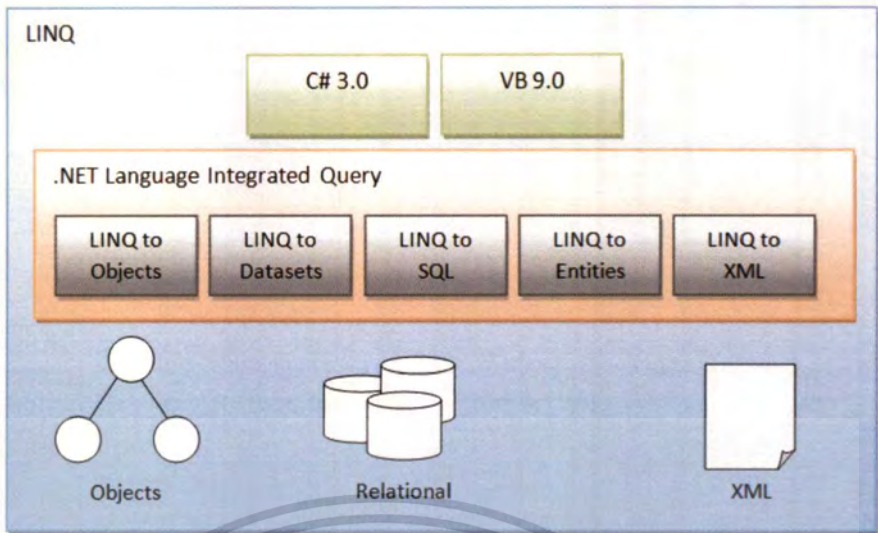 LINQ
C# 3.0
VB 9.0
.NET Language Integrated Query
LINQ to
Objects
LINQ to
Datasets
LINQ to
SQL
LINQ to
Entities
LINQ to
XML
Objects
Relational
XML